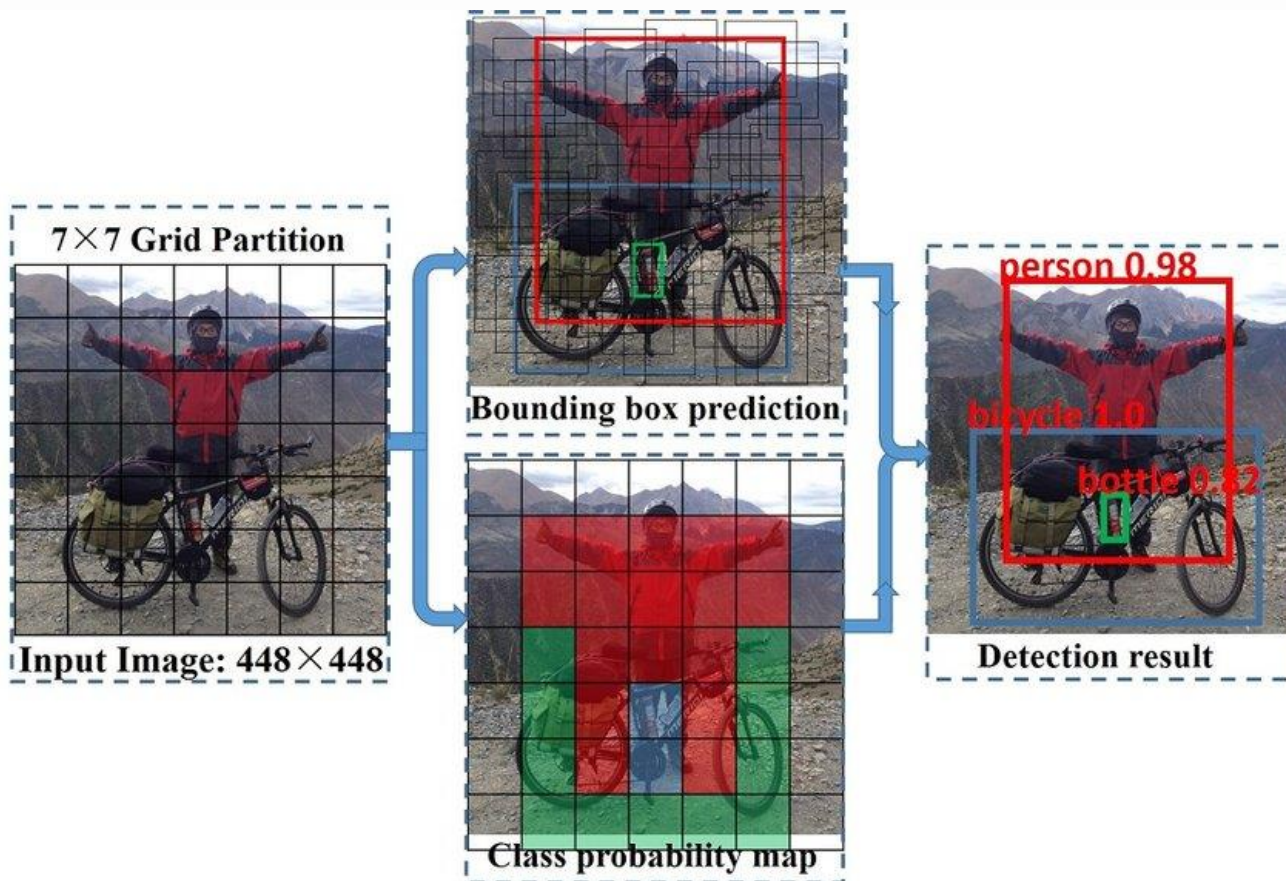 7×7 Grid Partition
Input Image: 448×448
Bounding box prediction
Class probability map
person 0.98
bicycle 1.0
bottle 0.82
Detection result